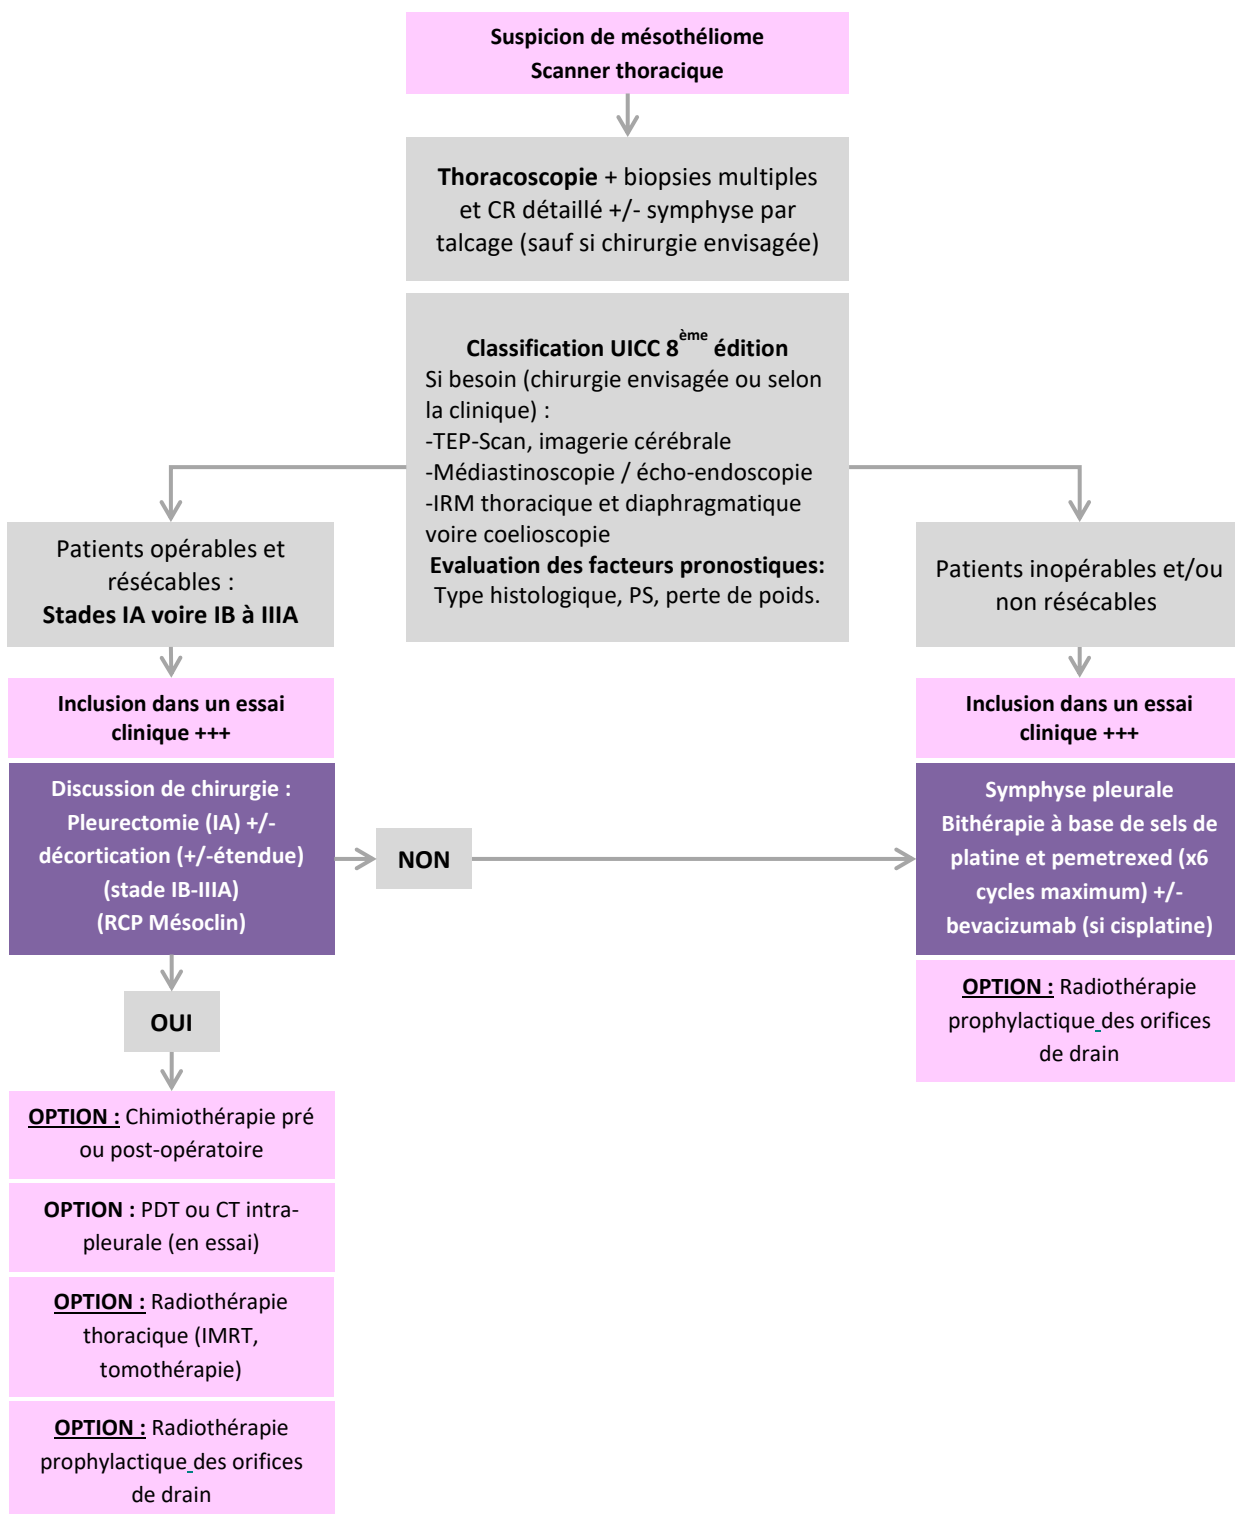 Suspicion de mésothéliome
Scanner thoracique
Thoracoscopie + biopsies multiples
et CR détaillé +/- symphyse par
talcage (sauf si chirurgie envisagée)
Classification UICC 8ème édition
Si besoin (chirurgie envisagée ou selon
la clinique) :
-TEP-Scan, imagerie cérébrale
-Médiastinoscopie / écho-endoscopie
-IRM thoracique et diaphragmatique
voire coelioscopie
Evaluation des facteurs pronostiques:
Type histologique, PS, perte de poids.
Patients opérables et
résécables :
Stades IA voire IB à IIIA
Inclusion dans un essai
clinique +++
Discussion de chirurgie :
Pleurectomie (IA) +/-
décortication (+/-étendue)
(stade IB-IIIA)
(RCP Mésoclin)
NON
OUI
OPTION : Chimiothérapie pré
ou post-opératoire
OPTION : PDT ou CT intra-
pleurale (en essai)
OPTION : Radiothérapie
thoracique (IMRT,
tomothérapie)
OPTION : Radiothérapie
prophylactique des orifices
de drain
Patients inopérables et/ou
non résécables
Inclusion dans un essai
clinique +++
Symphyse pleurale
Bithérapie à base de sels de
platine et pemetrexed (x6
cycles maximum) +/-
bevacizumab (si cisplatine)
OPTION : Radiothérapie
prophylactique des orifices
de drain